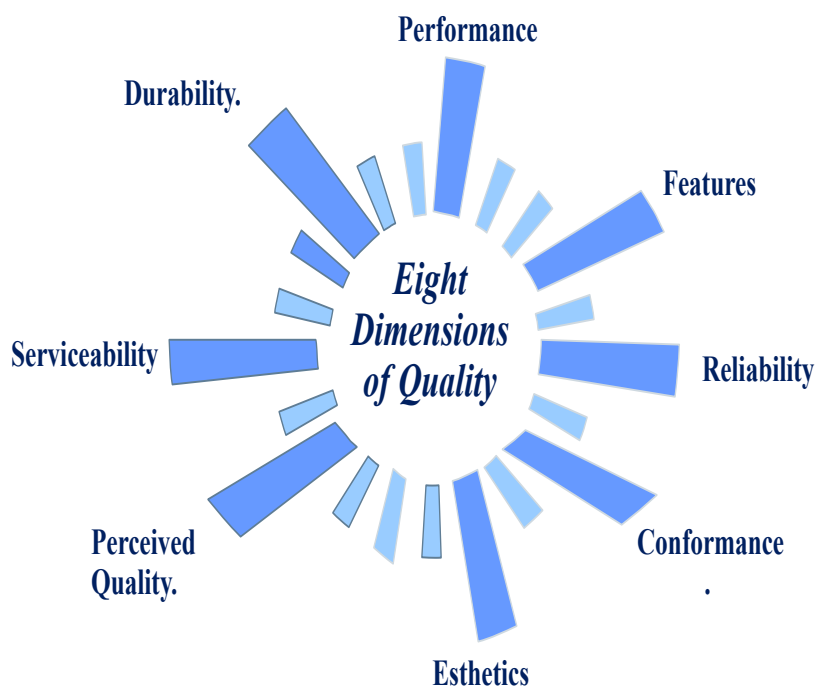 Performance
Durability.
Features
Eight
Dimensions
of Quality
Serviceability
Reliability
Perceived
Quality.
Conformance
.
Esthetics